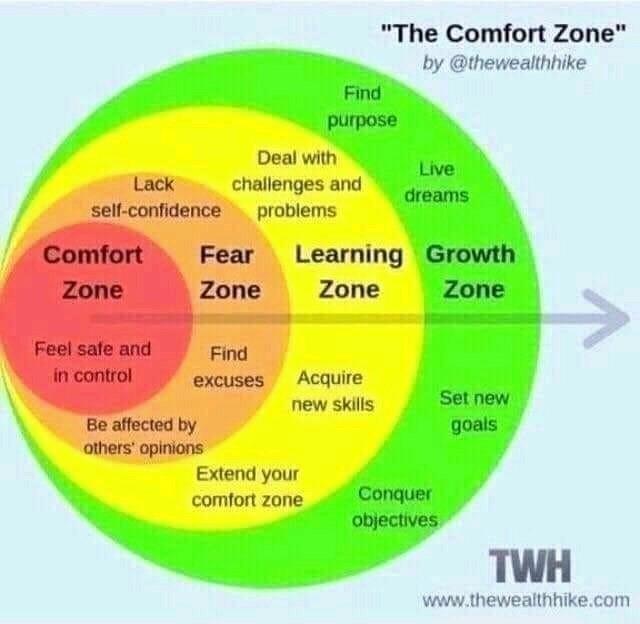 "The Comfort Zone"
by @thewealthhike
Find
purpose
Live
dreams
Deal with
challenges and
problems
Lack
self-confidence
Comfort
Zone
Fear
Zone
Learning
Zone
Growth
Zone
Feel safe and
in control
Find
excuses
Acquire
new skills
Set new
goals
Be affected by
others' opinions
Extend your
comfort zone
Conquer
objectives
TWH
www.thewealthhike.com